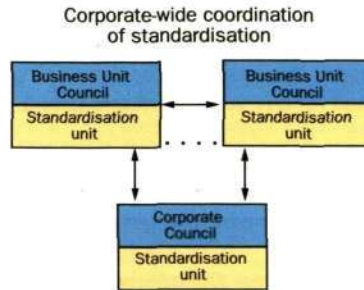 Corporate-wide coordination
of standardisation
Business Unit
Council
Standardisation
unit
Business Unit
Council
Standardisation
unit
. . . .
Corporate
Council
Standardisation
unit